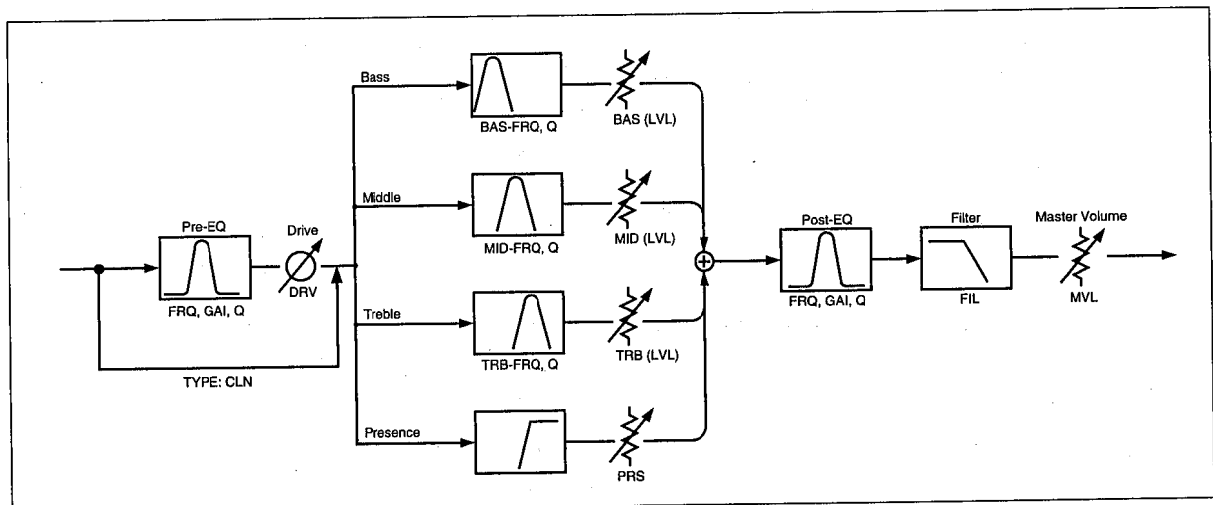 Pre-EQ
FRQ, GAI, Q
Drive
DRV
TYPE: CLN
Bass
BAS-FRQ, Q
BAS (LVL)
Middle
MID-FRQ, Q
MID (LVL)
Treble
TRB-FRQ, Q
TRB (LVL)
Presence
PRS
Post-EQ
FRQ, GAI, Q
Filter
FIL
Master Volume
MVL